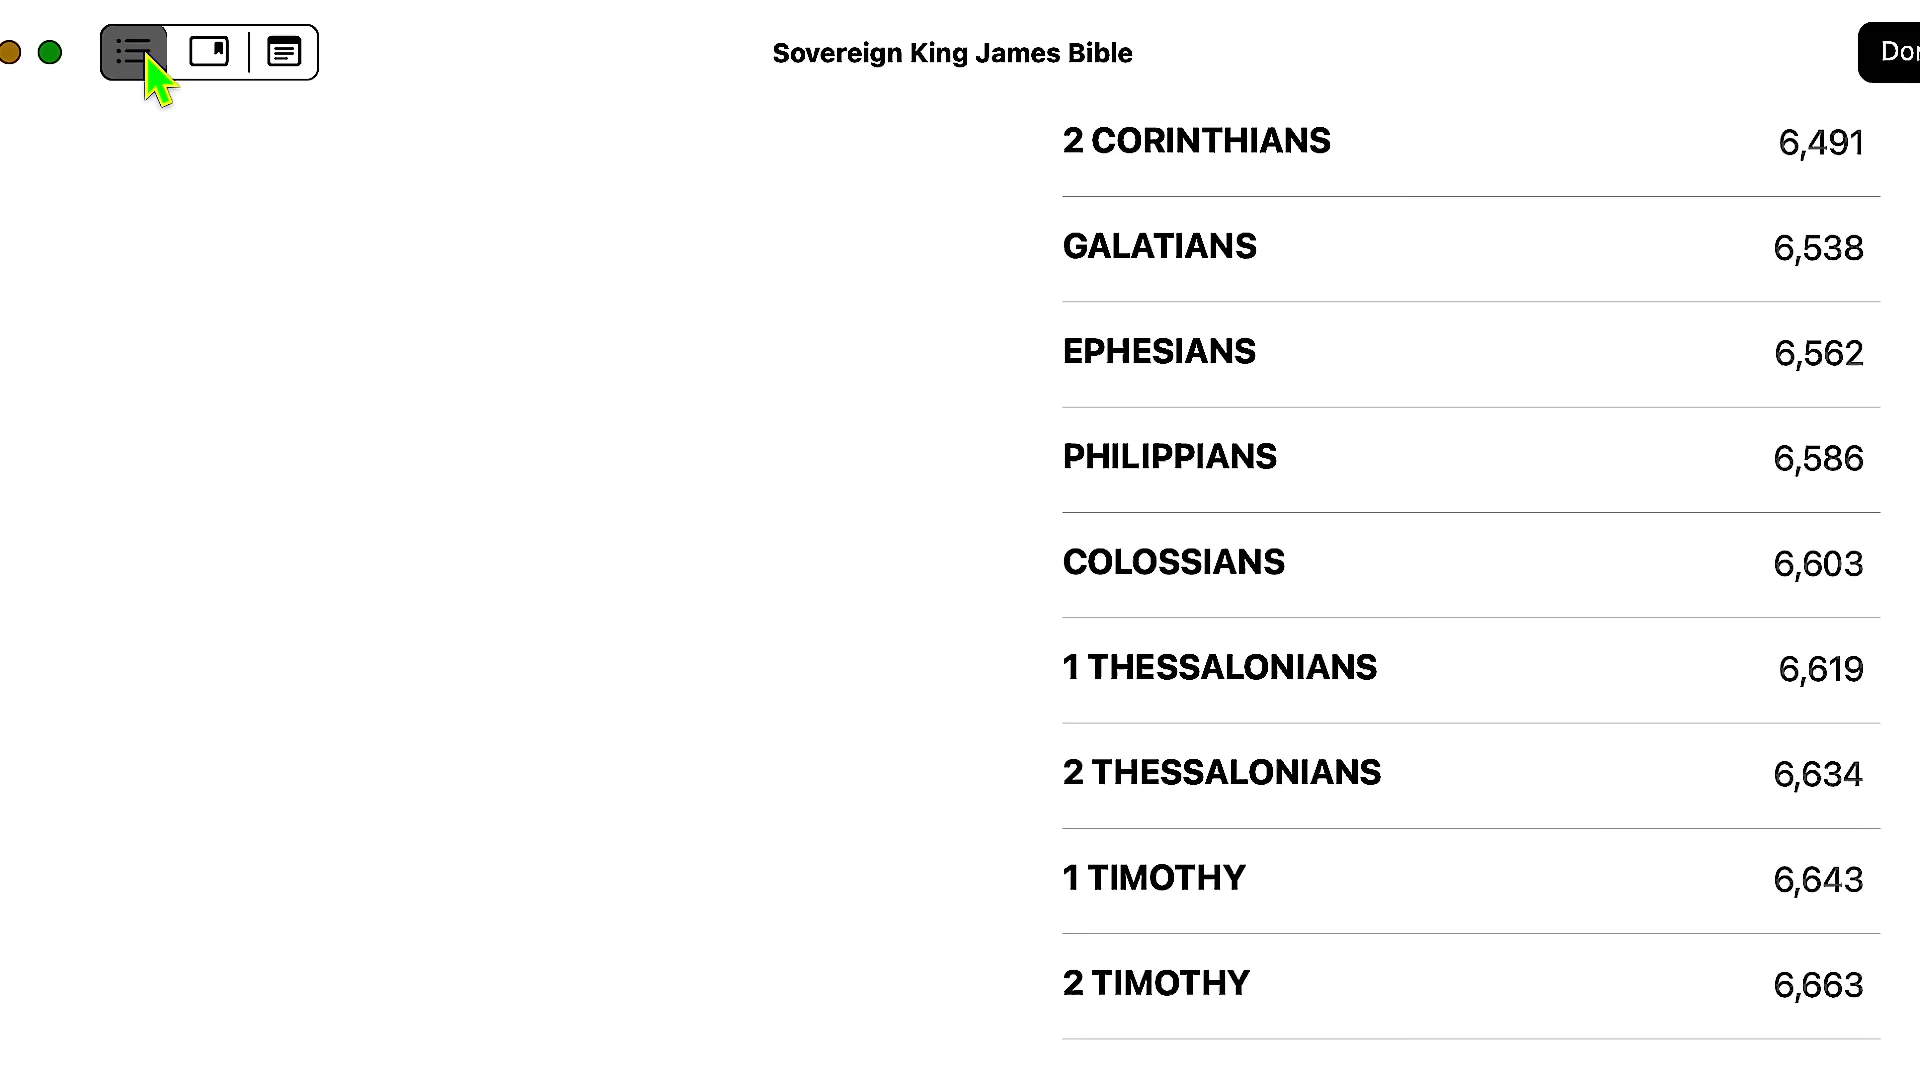 Sovereign King James Bible
2 CORINTHIANS 6,491
GALATIANS 6,538
EPHESIANS 6,562
PHILIPPIANS 6,586
COLOSSIANS 6,603
1 THESSALONIANS 6,619
2 THESSALONIANS 6,634
1 TIMOTHY 6,643
2 TIMOTHY 6,663